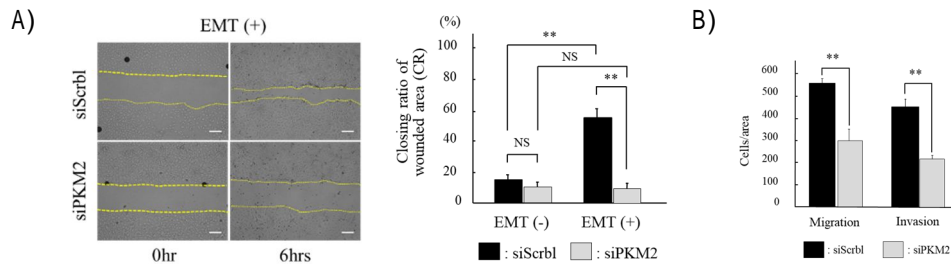 A)
EMT (+)
siScrbl
siPKM2
0hr
6hrs
(%)
Closing ratio of
wounded area (CR)
100
80
60
40
20
0
**
NS
**
NS
EMT (-)
EMT (+)
: siScrbl
: siPKM2
B)
Cells/area
600
500
400
300
200
100
0
**
**
Migration
Invasion
: siScrbl
: siPKM2